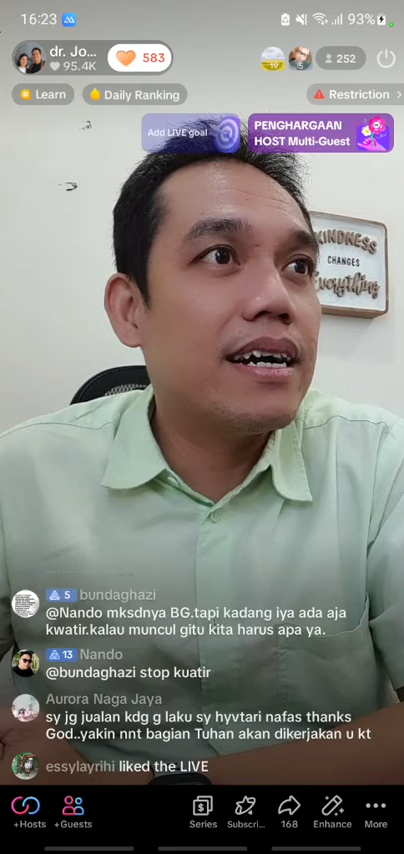 16:23
93%
dr. Jo...
95.4K
583
252
Learn
Daily Ranking
Restriction
Add LIVE goal
PENGHARGAAN
HOST Multi-Guest
KINDNESS
CHANGES
everything
5 bundaghazi
@Nando mksdnya BG.tapi kadang iya ada aja
kwatir.kalau muncul gitu kita harus apa ya.
13 Nando
@bundaghazi stop kuatir
Aurora Naga Jaya
sy jg jualan kdg g laku sy hyvtari nafas thanks
God..yakin nnt bagian Tuhan akan dikerjakan u kt
essylayrihi liked the LIVE
+Hosts
+Guests
Series
Subscri...
168
Enhance
More